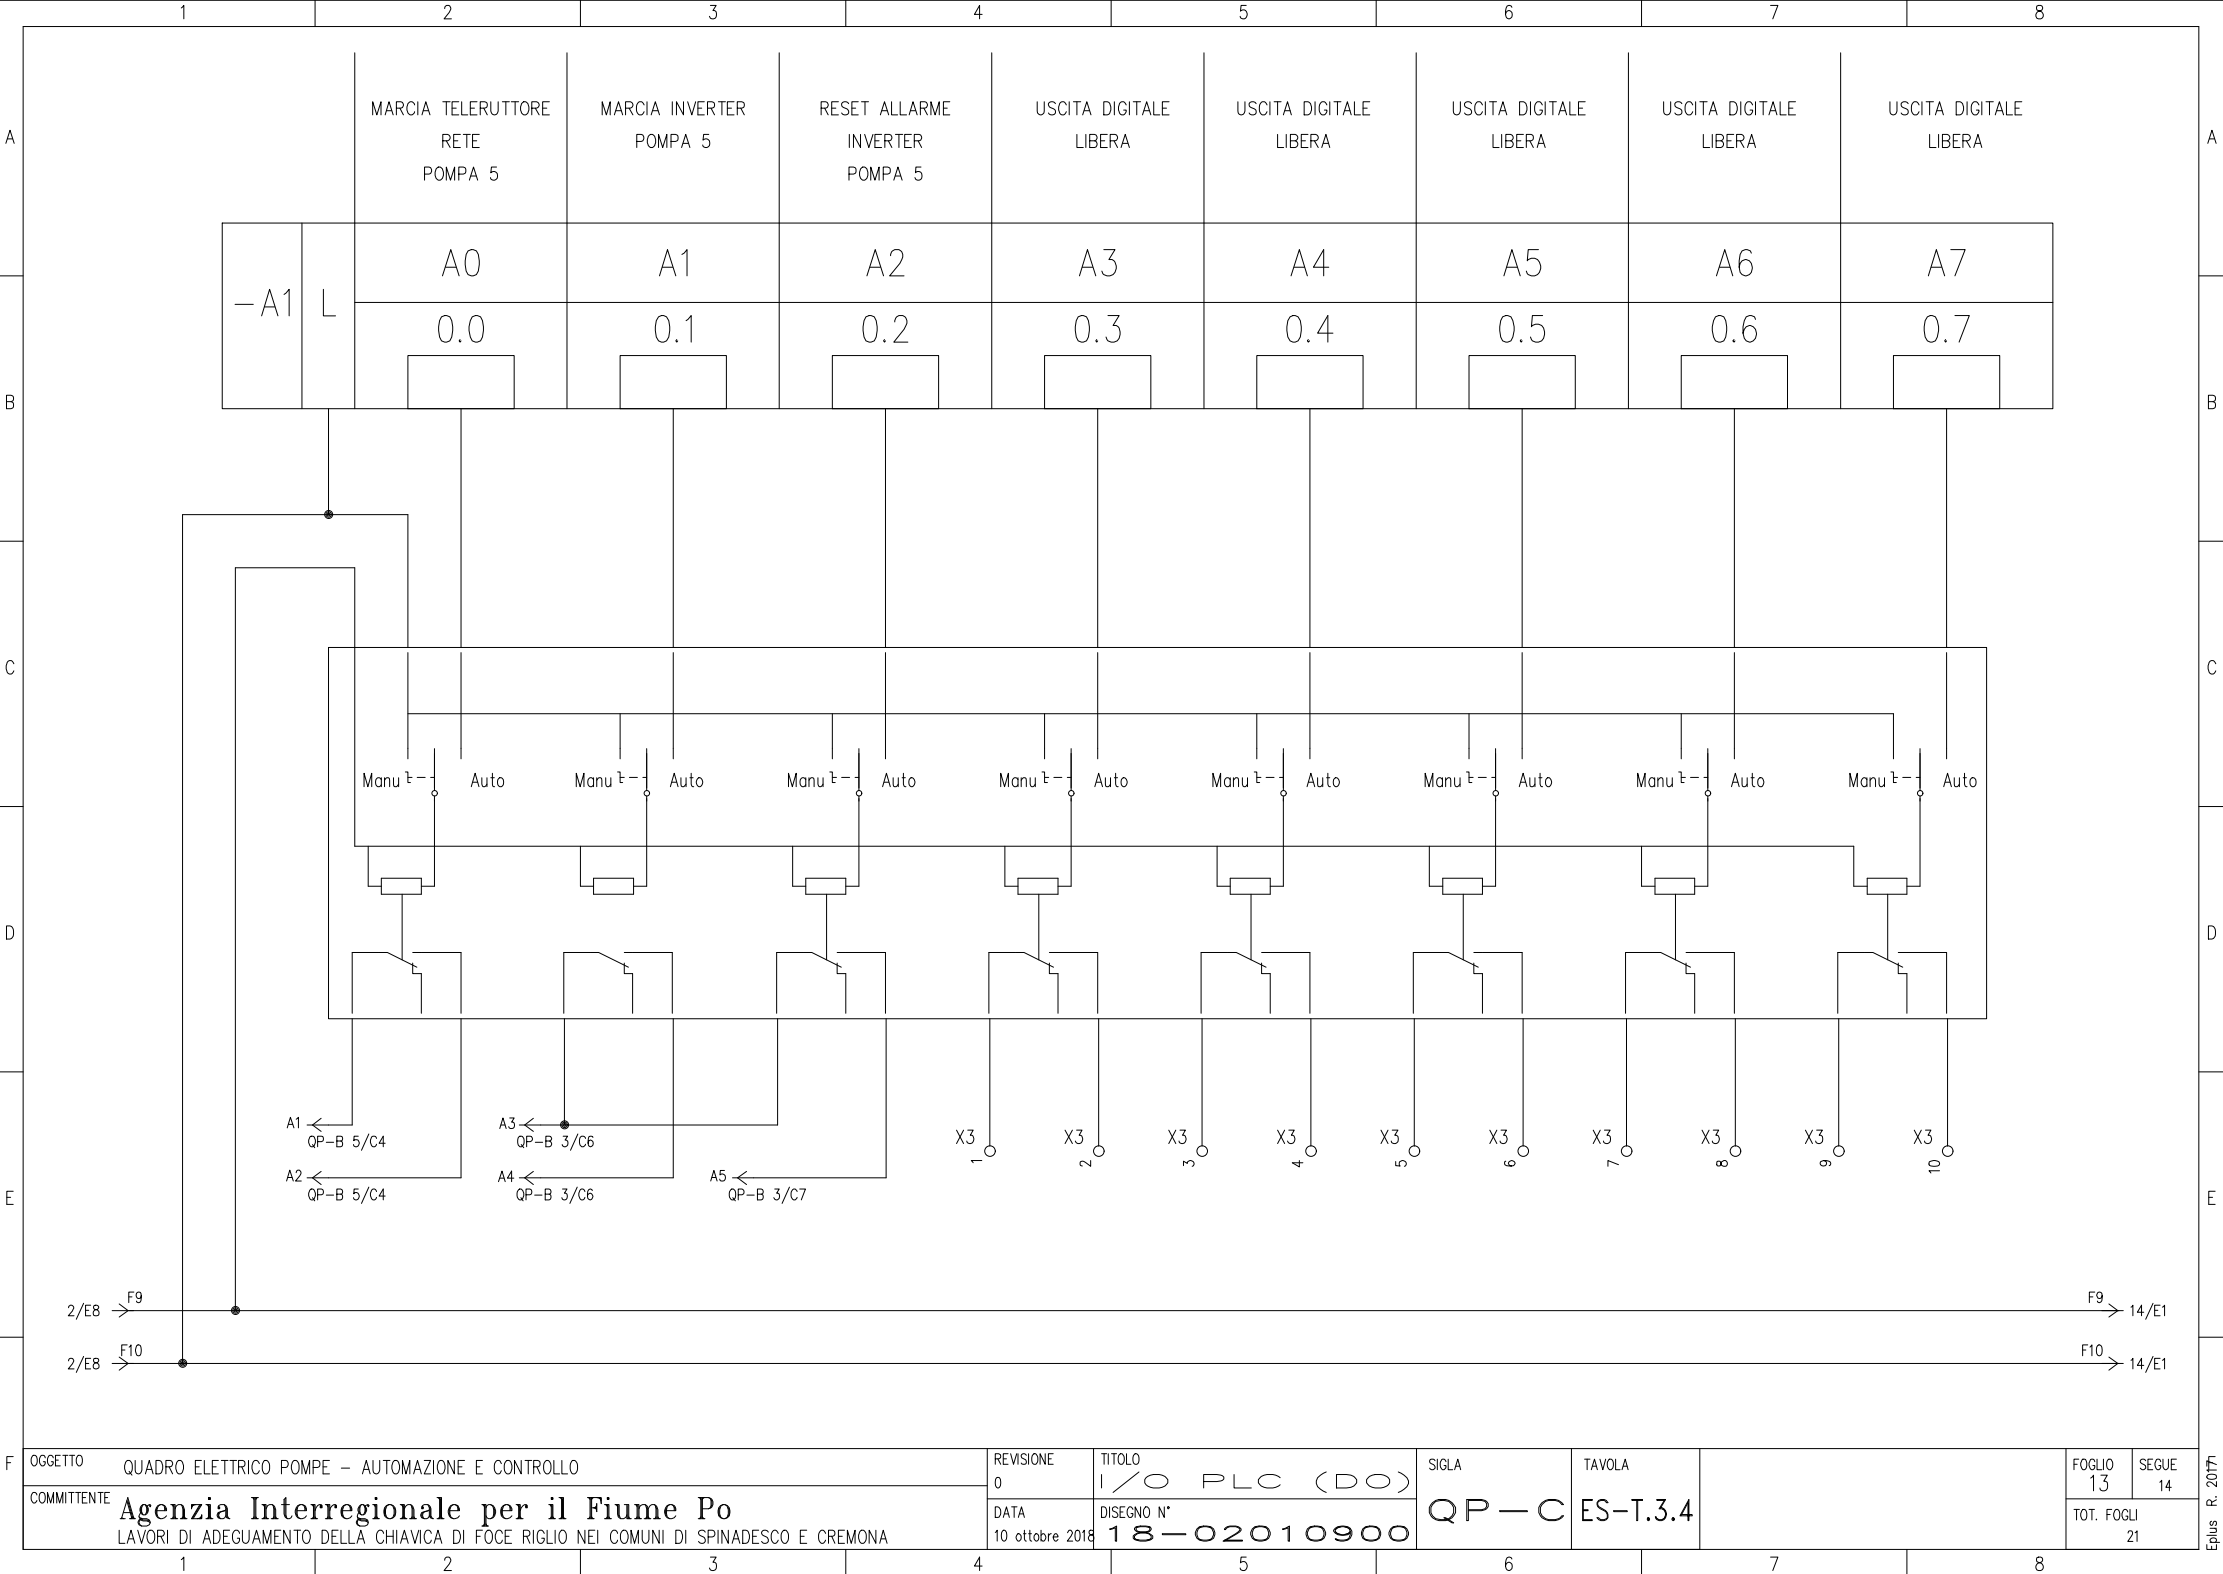 1 2 3 4 5 6 7 8
MARCIA TELERUTTORE
RETE
POMPA 5
MARCIA INVERTER
POMPA 5
RESET ALLARME
INVERTER
POMPA 5
USCITA DIGITALE
LIBERA
USCITA DIGITALE
LIBERA
USCITA DIGITALE
LIBERA
USCITA DIGITALE
LIBERA
USCITA DIGITALE
LIBERA
A A
-A1 L
A0 A1 A2 A3 A4 A5 A6 A7
0.0 0.1 0.2 0.3 0.4 0.5 0.6 0.7
B B
C C
Manu Auto Manu Auto Manu Auto Manu Auto Manu Auto Manu Auto Manu Auto Manu Auto
D D
A1
QP-B 5/C4
A2
QP-B 5/C4
A3
QP-B 3/C6
A4
QP-B 3/C6
A5
QP-B 3/C7
X3 X3 X3 X3 X3 X3 X3 X3 X3 X3
1 2 3 4 5 6 7 8 9 10
E E
2/E8 F9 F9 14/E1
2/E8 F10 F10 14/E1
F
OGGETTO QUADRO ELETTRICO POMPE - AUTOMAZIONE E CONTROLLO
COMMITTENTE Agenzia Interregionale per il Fiume Po
LAVORI DI ADEGUAMENTO DELLA CHIAVICA DI FOCE RIGLIO NEI COMUNI DI SPINADESCO E CREMONA
REVISIONE
0
DATA
10 ottobre 2018
TITOLO
I/O PLC (DO)
DISEGNO N°
18-02010900
SIGLA
QP-C
TAVOLA
ES-T.3.4
FOGLIO
13
SEGUE
14
TOT. FOGLI
21
Eplus R. 2017
1 2 3 4 5 6 7 8